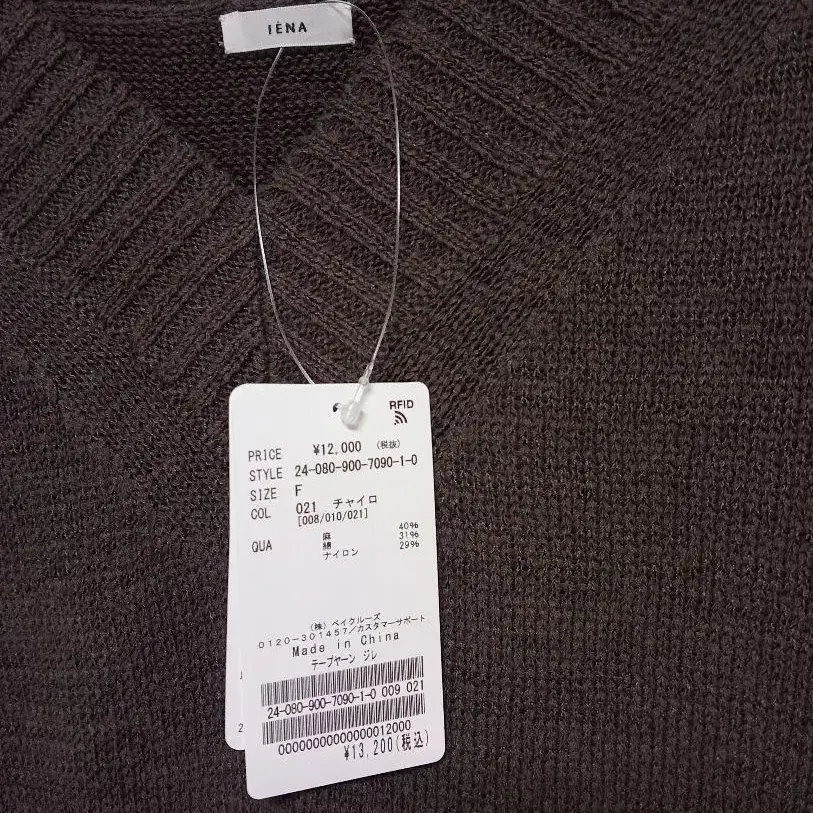 IÉNA
RFID
PRICE ¥12,000 (税抜)
STYLE 24-080-900-7090-1-0
SIZE F
COL 021 チャイロ
[008/010/021]
QUA 麻 40%
綿 31%
ナイロン 29%
(株) ベイクルーズ
0120-301457/カスタマーサポート
Made in China
テープヤーン ジレ
24-080-900-7090-1-0 009 021
00000000000000012000
¥13,200(税込)
2